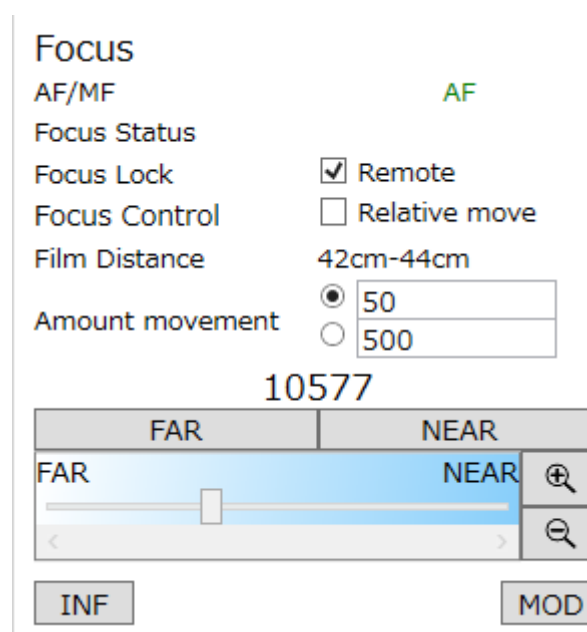 Focus
AF/MF AF
Focus Status
Focus Lock Remote
Focus Control Relative move
Film Distance 42cm-44cm
Amount movement 50
500
10577
FAR NEAR
FAR NEAR
INF MOD